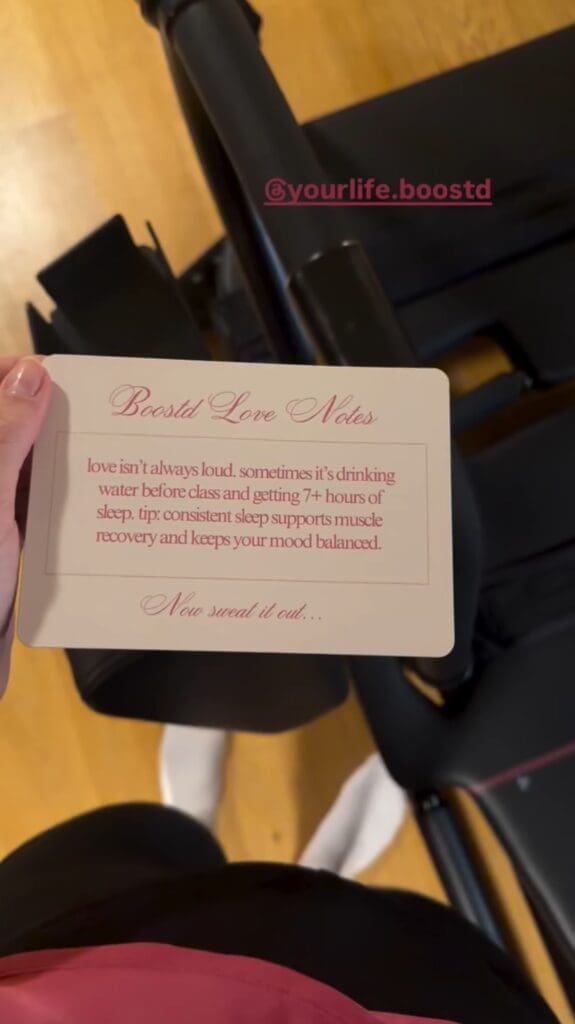 @yourlife.boostd
Boostd Love Notes
love isn't always loud. sometimes it's drinking
water before class and getting 7+ hours of
sleep. tip: consistent sleep supports muscle
recovery and keeps your mood balanced.
Now sweat it out...